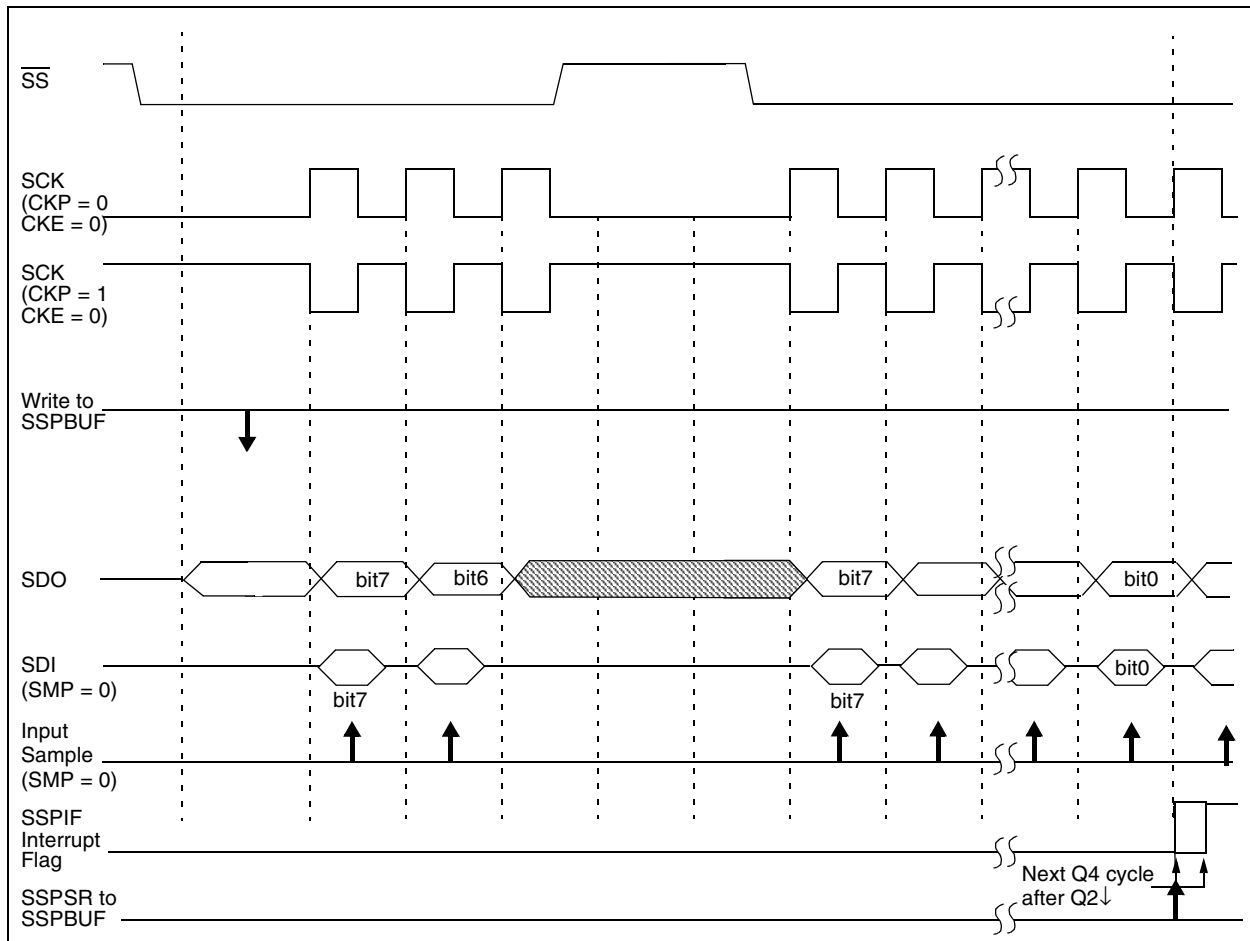 SS
SCK
(CKP = 0
CKE = 0)
SCK
(CKP = 1
CKE = 0)
Write to
SSPBUF
SDO
bit7
bit6
bit7
bit0
SDI
(SMP = 0)
bit7
bit7
bit0
Input
Sample
(SMP = 0)
SSPIF
Interrupt
Flag
Next Q4 cycle
after Q2↓
SSPSR to
SSPBUF